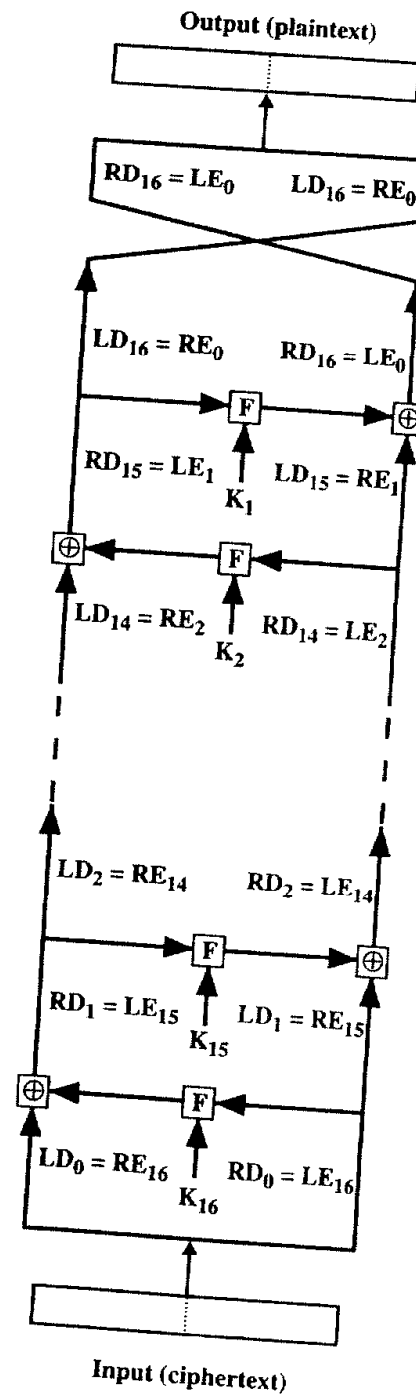 Output (plaintext)
RD16 = LE0 LD16 = RE0
LD16 = RE0 RD16 = LE0
F
RD15 = LE1 LD15 = RE1
K1
F
LD14 = RE2 RD14 = LE2
K2
LD2 = RE14 RD2 = LE14
F
RD1 = LE15 LD1 = RE15
K15
F
LD0 = RE16 RD0 = LE16
K16
Input (ciphertext)